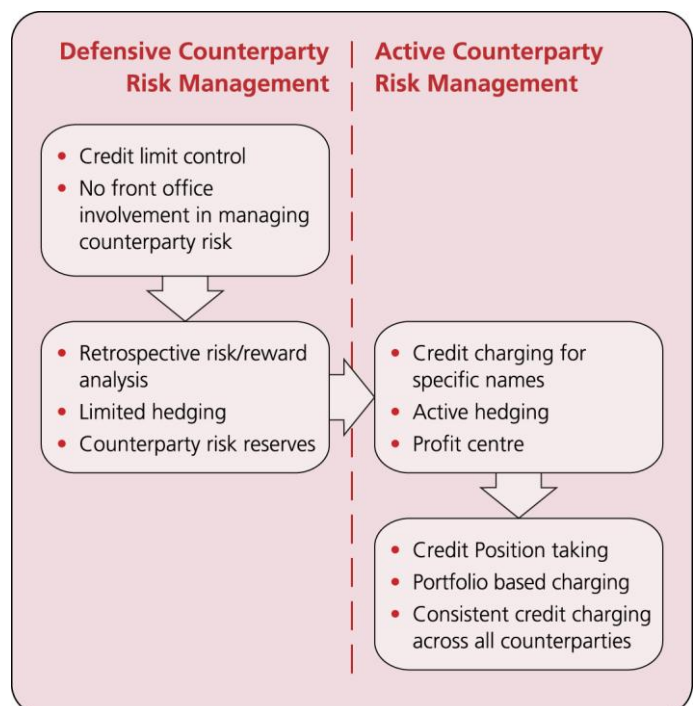 Defensive Counterparty
Risk Management
Active Counterparty
Risk Management
• Credit limit control
• No front office
involvement in managing
counterparty risk
• Retrospective risk/reward
analysis
• Limited hedging
• Counterparty risk reserves
• Credit charging for
specific names
• Active hedging
• Profit centre
• Credit Position taking
• Portfolio based charging
• Consistent credit charging
across all counterparties